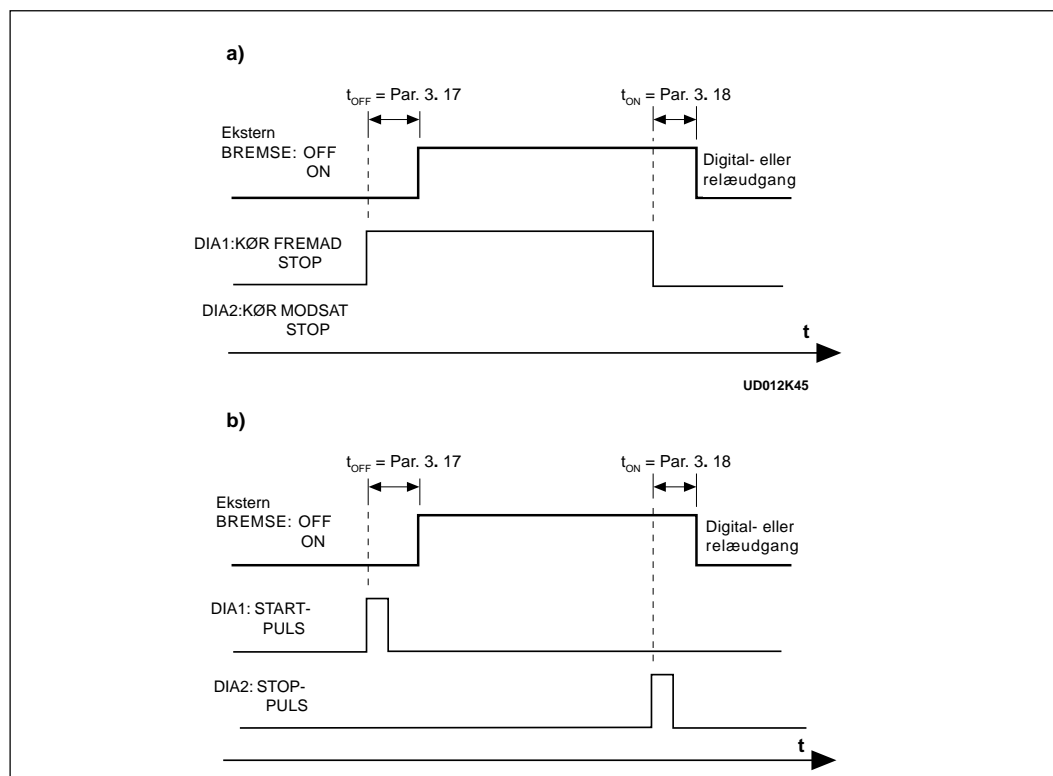 a)
t_OFF = Par. 3. 17
t_ON = Par. 3. 18
Ekstern
BREMSE: OFF
ON
Digital- eller
relæudgang
DIA1:KØR FREMAD
STOP
DIA2:KØR MODSAT
STOP
t
UD012K45
b)
t_OFF = Par. 3. 17
t_ON = Par. 3. 18
Ekstern
BREMSE: OFF
ON
Digital- eller
relæudgang
DIA1: START-
PULS
DIA2: STOP-
PULS
t